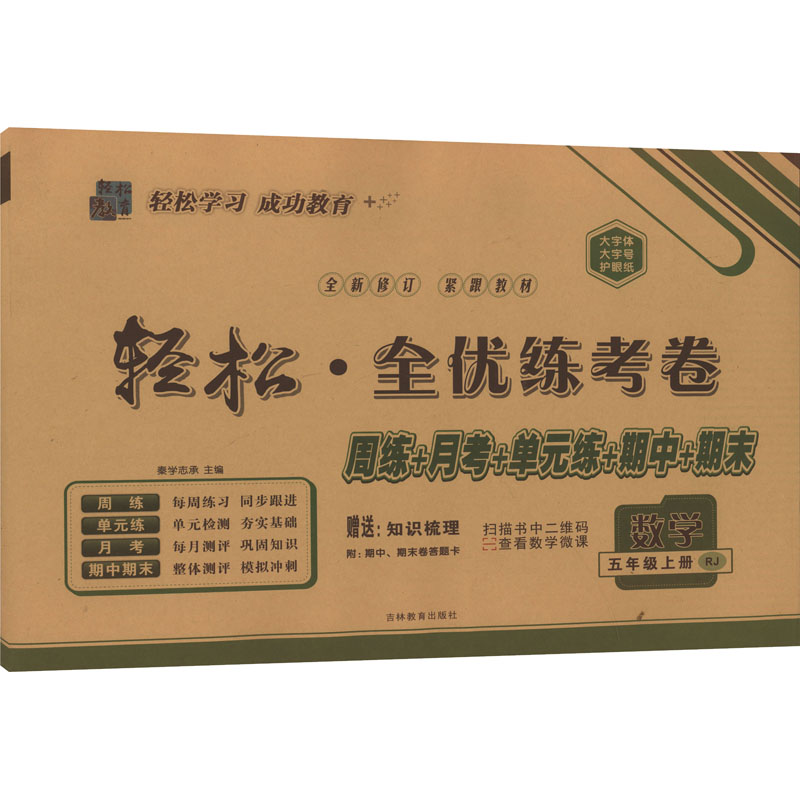 轻松教育
轻松学习 成功教育
大字体
大字号
护眼纸
全新修订 紧跟教材
轻松·全优练考卷
周练+月考+单元练+期中+期末
秦学志承 主编
周练 每周练习 同步跟进
单元练 单元检测 夯实基础
月考 每月测评 巩固知识
期中期末 整体测评 模拟冲刺
赠送:知识梳理
附:期中、期末卷答题卡
扫描书中二维码
查看数学微课
数学
五年级上册 RJ
吉林教育出版社